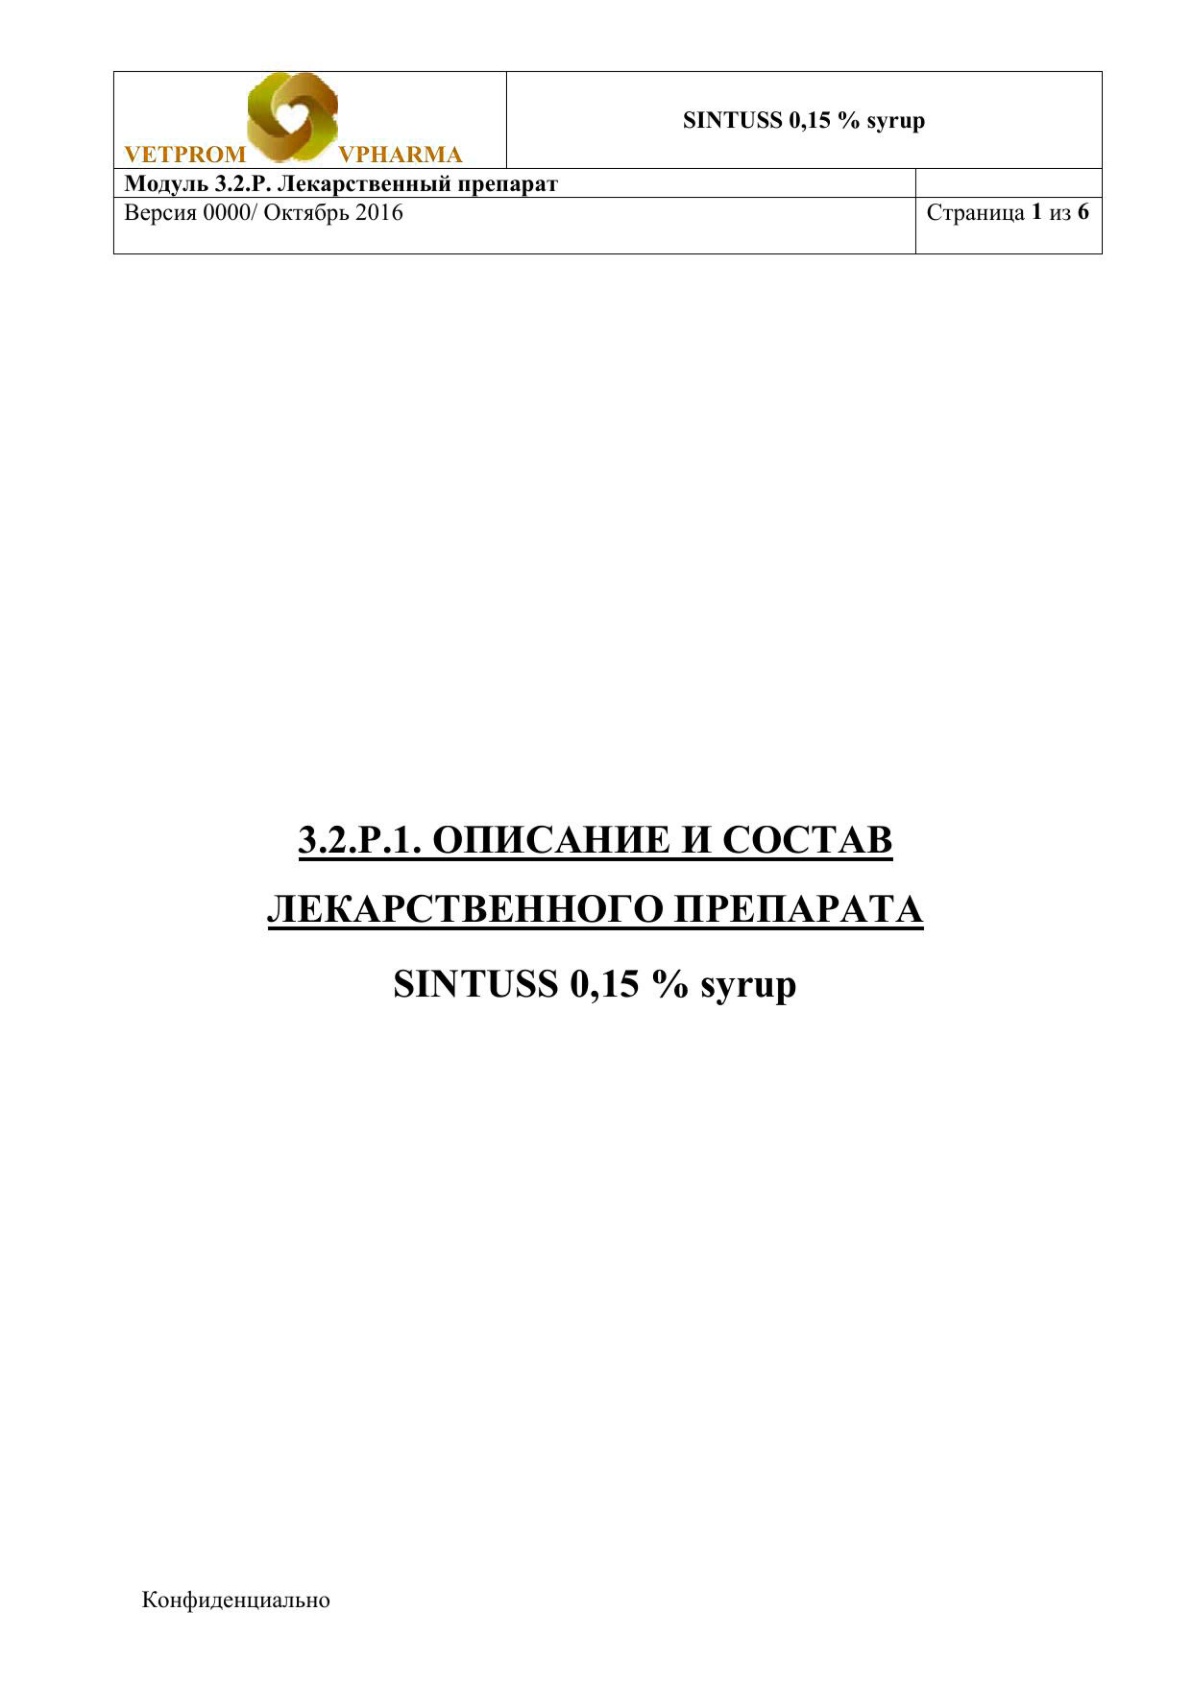 VETPROM VPHARMA
SINTUSS 0,15 % syrup
Модуль 3.2.P. Лекарственный препарат
Версия 0000/ Октябрь 2016
Страница 1 из 6
3.2.P.1. ОПИСАНИЕ И СОСТАВ
ЛЕКАРСТВЕННОГО ПРЕПАРАТА
SINTUSS 0,15 % syrup
Конфиденциально